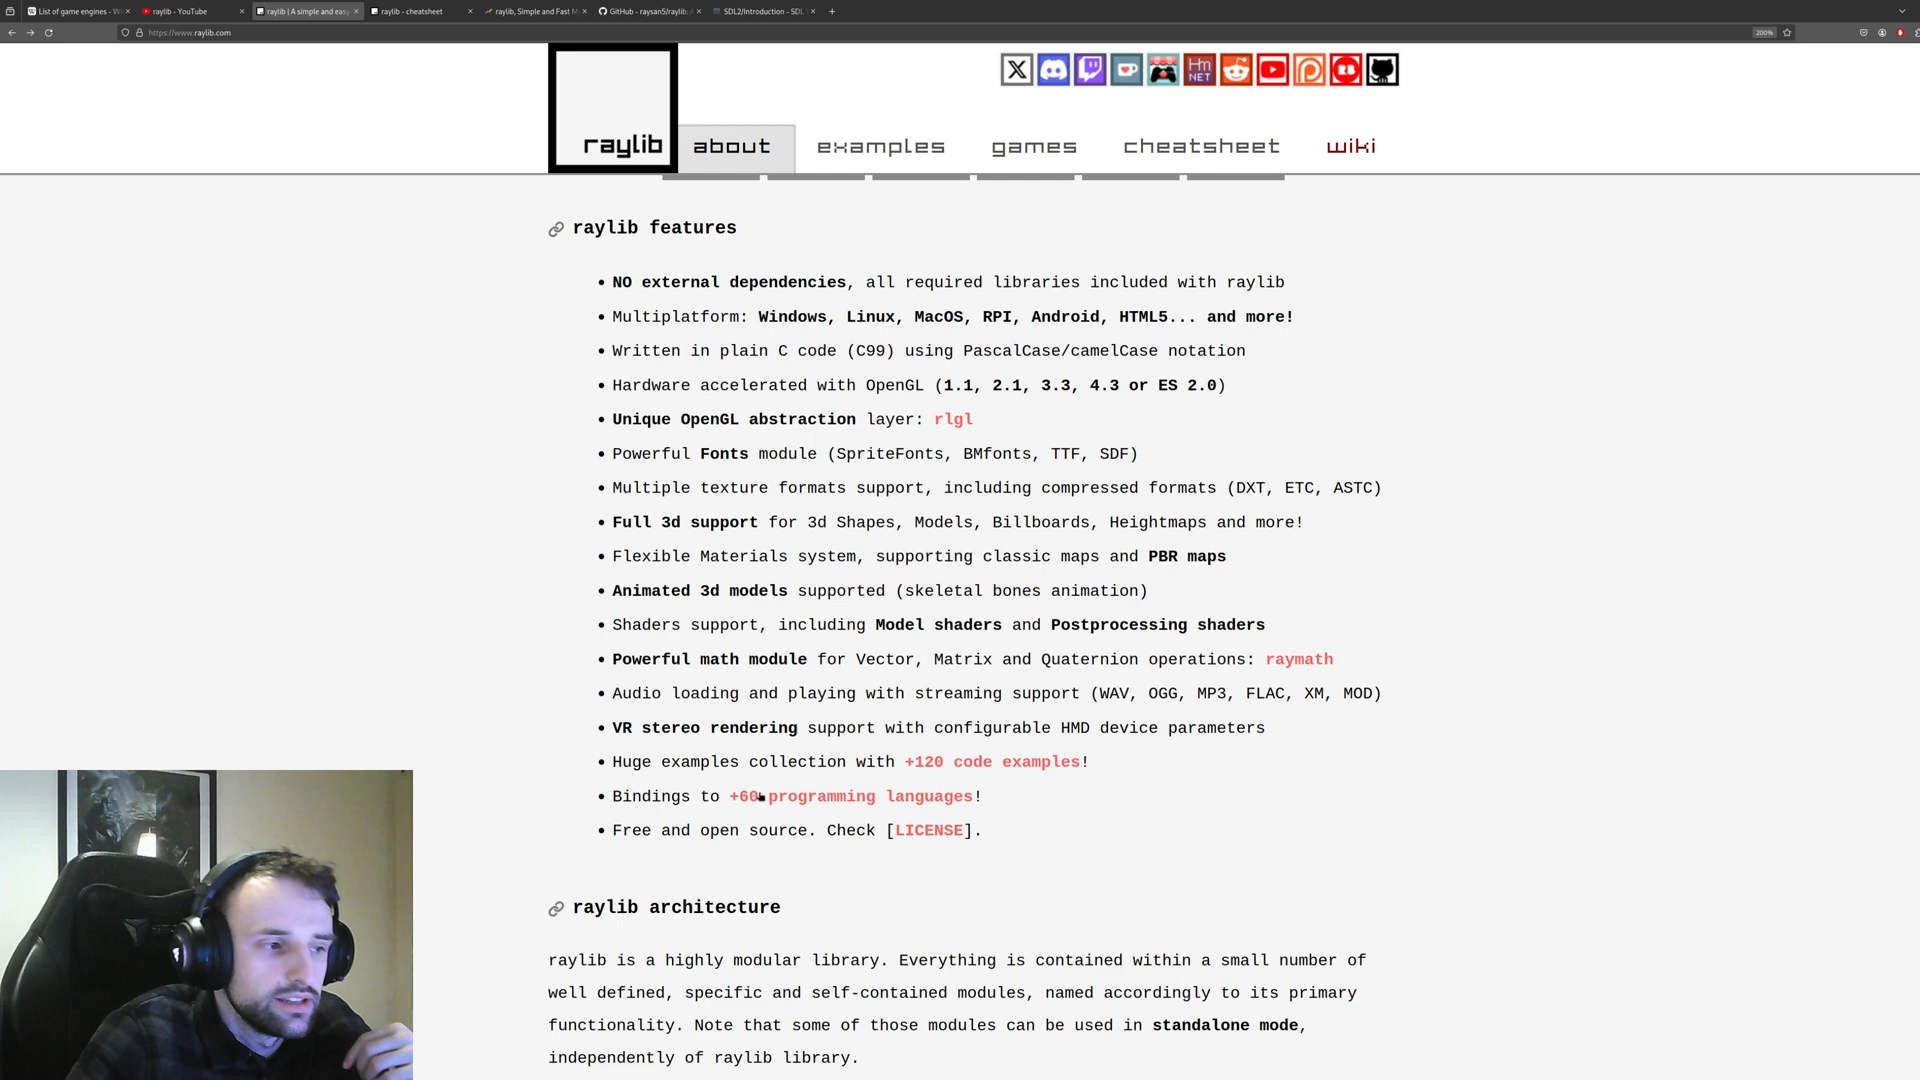 List of game engines - Wi
raylib - YouTube
raylib | A simple and easy
raylib - cheatsheet
raylib, Simple and Fast M
GitHub - raysan5/raylib: A
SDL2/Introduction - SDL
https://www.raylib.com
200%
raylib
about
examples
games
cheatsheet
wiki
Hm
NET
raylib features
• NO external dependencies, all required libraries included with raylib
• Multiplatform: Windows, Linux, MacOS, RPI, Android, HTML5... and more!
• Written in plain C code (C99) using PascalCase/camelCase notation
• Hardware accelerated with OpenGL (1.1, 2.1, 3.3, 4.3 or ES 2.0)
• Unique OpenGL abstraction layer: rlgl
• Powerful Fonts module (SpriteFonts, BMfonts, TTF, SDF)
• Multiple texture formats support, including compressed formats (DXT, ETC, ASTC)
• Full 3d support for 3d Shapes, Models, Billboards, Heightmaps and more!
• Flexible Materials system, supporting classic maps and PBR maps
• Animated 3d models supported (skeletal bones animation)
• Shaders support, including Model shaders and Postprocessing shaders
• Powerful math module for Vector, Matrix and Quaternion operations: raymath
• Audio loading and playing with streaming support (WAV, OGG, MP3, FLAC, XM, MOD)
• VR stereo rendering support with configurable HMD device parameters
• Huge examples collection with +120 code examples!
• Bindings to +60 programming languages!
• Free and open source. Check [LICENSE].
raylib architecture
raylib is a highly modular library. Everything is contained within a small number of
well defined, specific and self-contained modules, named accordingly to its primary
functionality. Note that some of those modules can be used in standalone mode,
independently of raylib library.